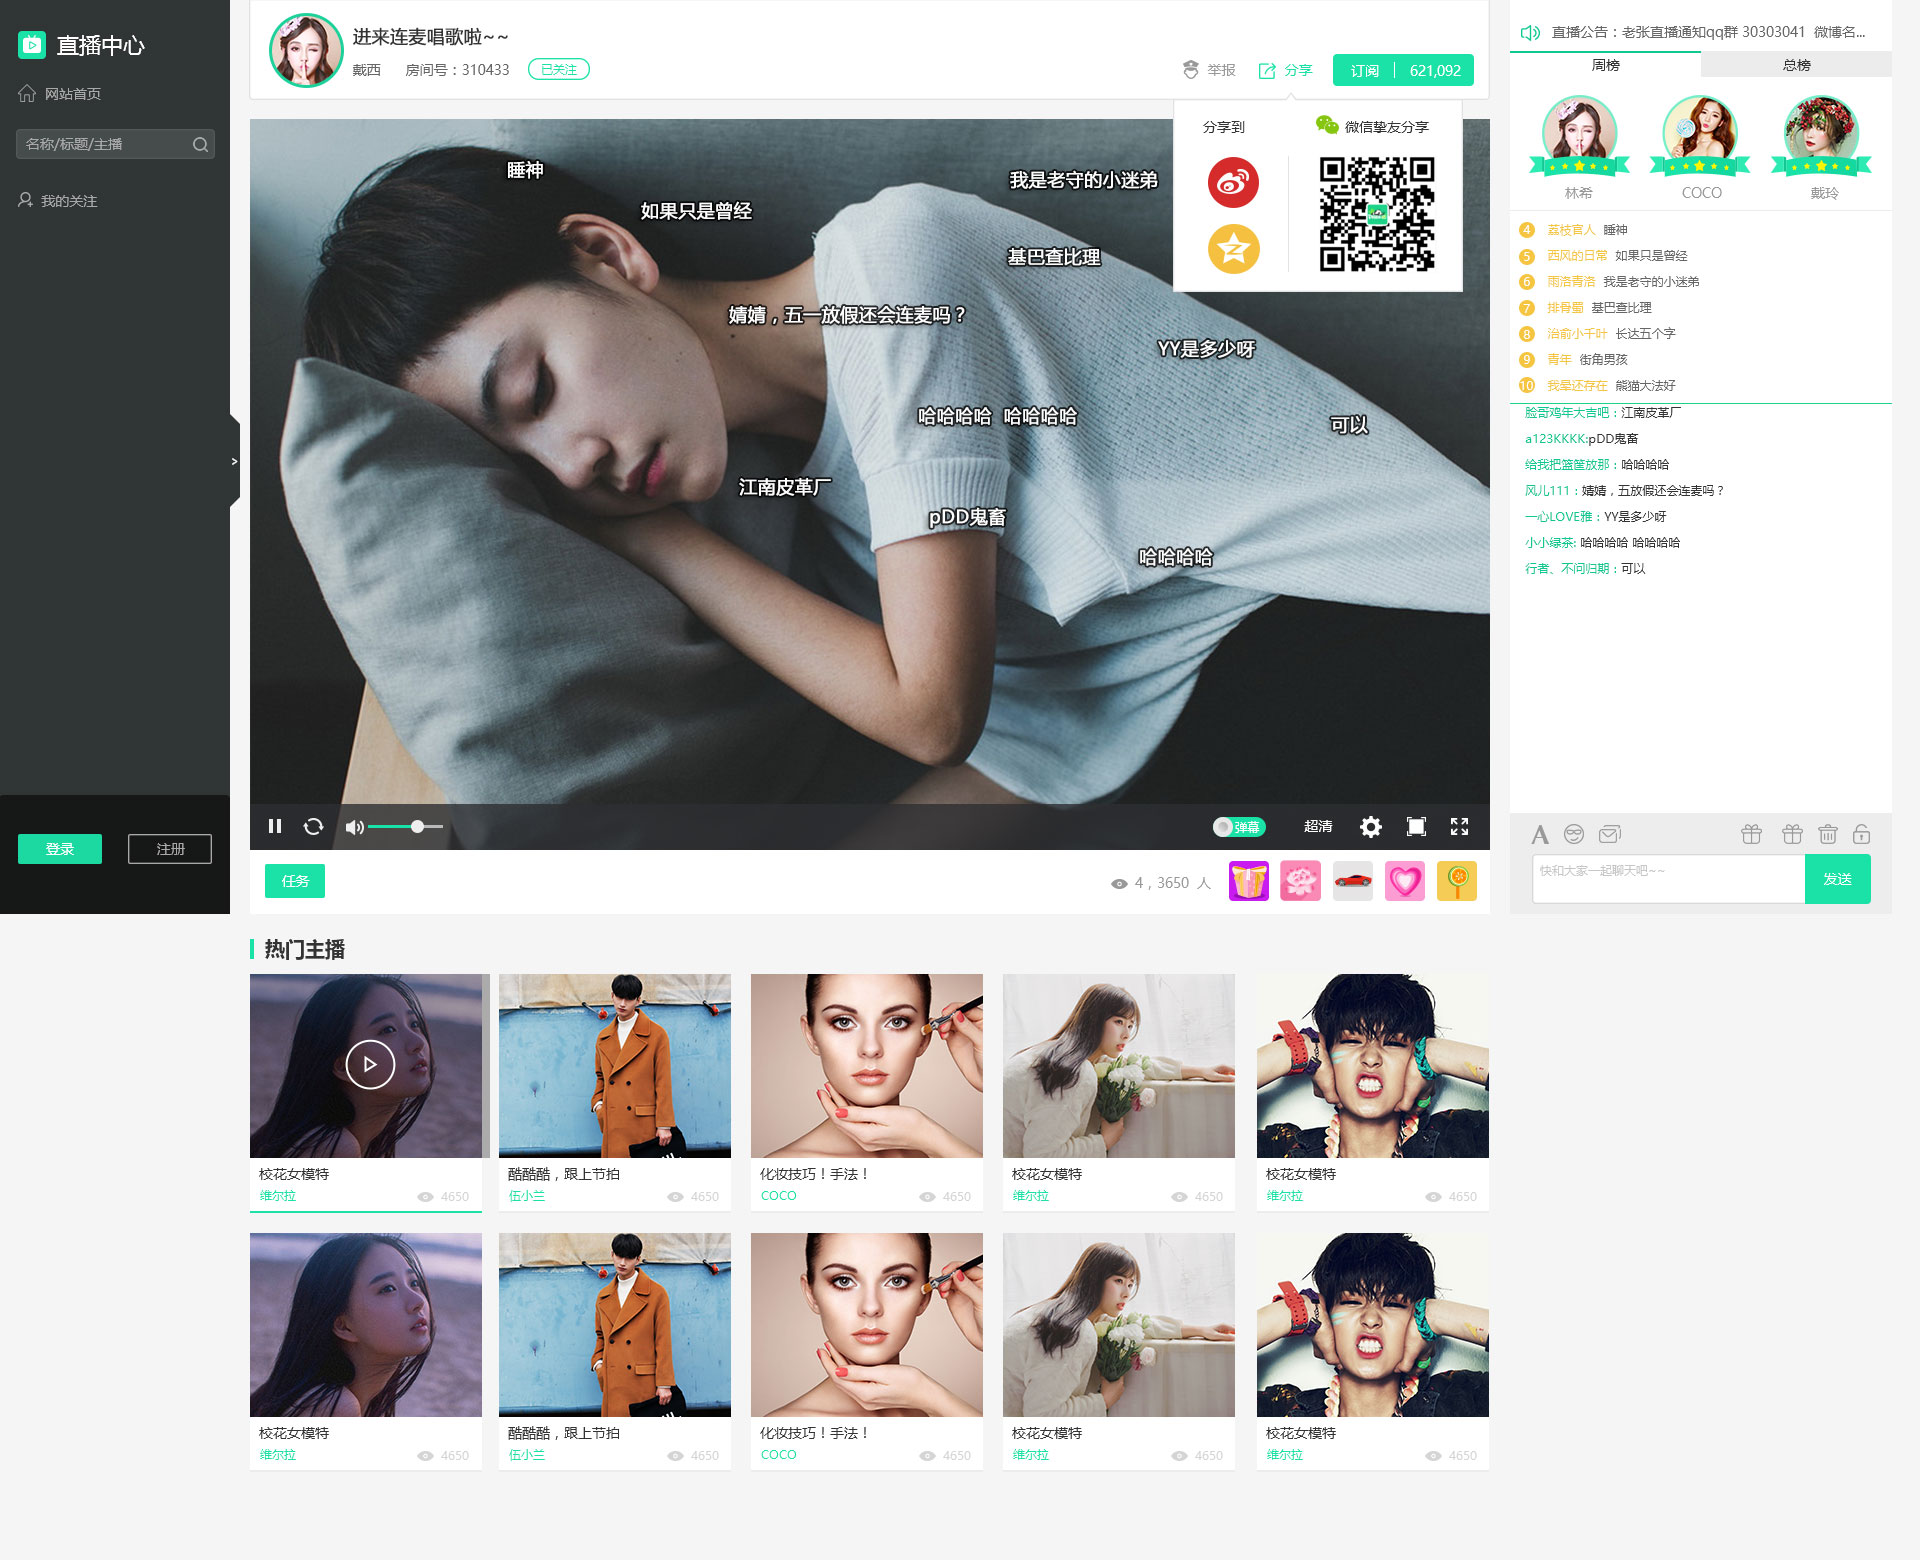 直播中心
网站首页
名称/标题/主播
我的关注
>
登录
注册
进来连麦唱歌啦~~
戴西 房间号：310433 已关注
举报 分享 订阅 621,092
分享到 微信挚友分享
睡神
我是老守的小迷弟
如果只是曾经
基巴查比理
婧婧，五一放假还会连麦吗？
YY是多少呀
哈哈哈哈 哈哈哈哈
可以
江南皮革厂
pDD鬼畜
哈哈哈哈
弹幕 超清
任务 4，3650 人
直播公告：老张直播通知qq群 30303041 微博名...
周榜 总榜
林希 COCO 戴玲
4 荔枝官人 睡神
5 西风的日常 如果只是曾经
6 雨洛青洛 我是老守的小迷弟
7 排骨蜀 基巴查比理
8 治前小千叶 长达五个字
9 青年 街角男孩
10 我晕还存在 熊猫大法好
脸哥鸡年大吉吧：江南皮革厂
a123KKKK:pDD鬼畜
给我把篮筐放那：哈哈哈哈
风儿111：婧婧，五放假还会连麦吗？
一心LOVE雅：YY是多少呀
小小绿茶: 哈哈哈哈 哈哈哈哈
行者、不问归期：可以
A
快和大家一起聊天吧~~
发送
热门主播
校花女模特
维尔拉 4650
酷酷酷，跟上节拍
伍小兰 4650
化妆技巧！手法！
COCO 4650
校花女模特
维尔拉 4650
校花女模特
维尔拉 4650
校花女模特
维尔拉 4650
酷酷酷，跟上节拍
伍小兰 4650
化妆技巧！手法！
COCO 4650
校花女模特
维尔拉 4650
校花女模特
维尔拉 4650